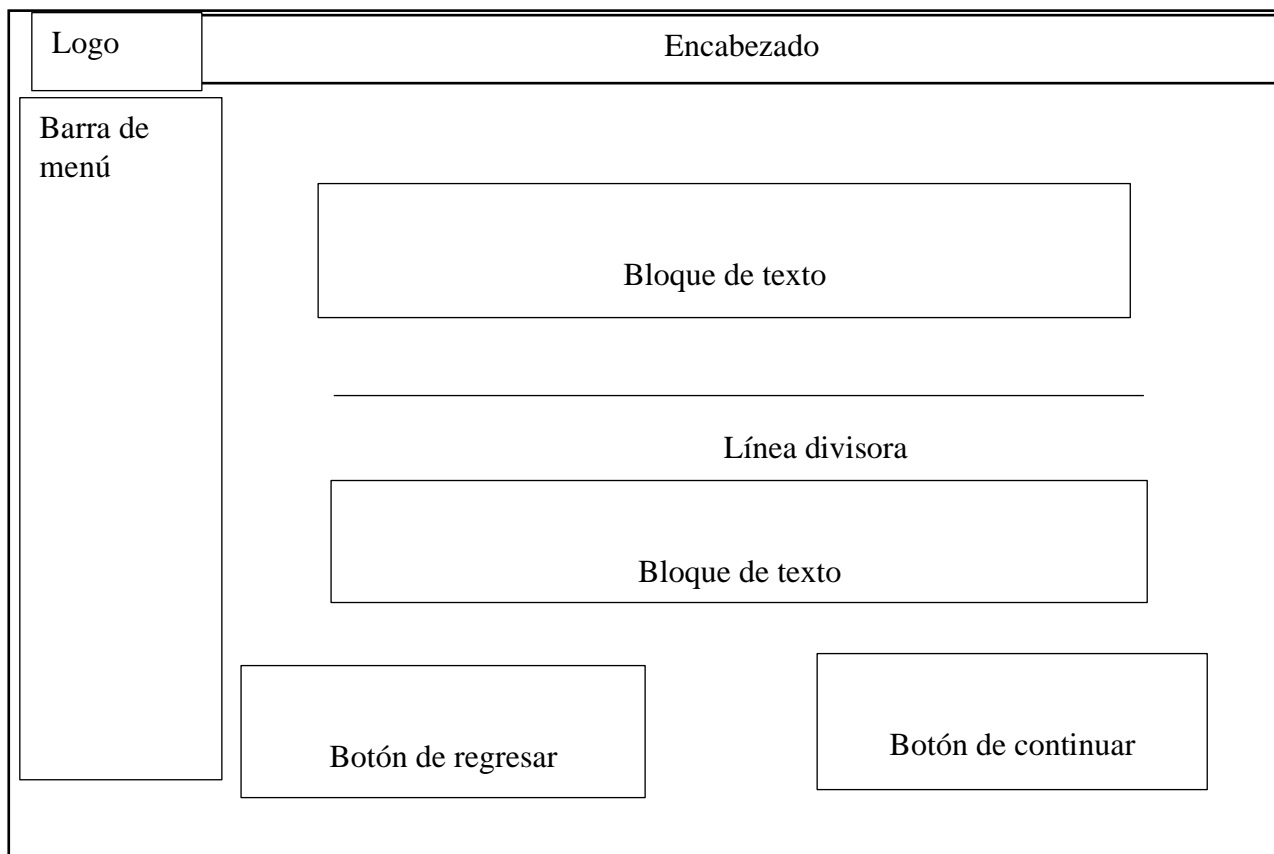 Logo
Encabezado
Barra de
menú
Bloque de texto
Línea divisora
Bloque de texto
Botón de regresar
Botón de continuar